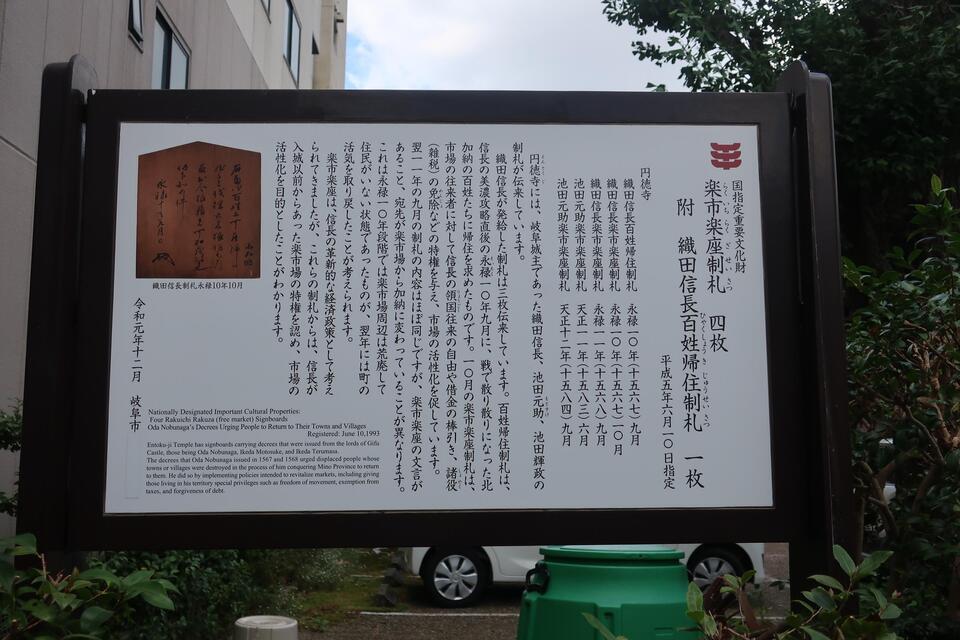 国指定重要文化財
楽市楽座制札　四枚
附　織田信長百姓帰住制札　一枚
平成五年六月一〇日指定
円徳寺
織田信長百姓帰住制札　永禄一〇年（十五六七）九月
織田信長楽市楽座制札　永禄一〇年（十五六七）一〇月
織田信長楽市楽座制札　永禄一一年（十五六八）九月
池田元助楽市楽座制札　天正一一年（十五八三）六月
池田元助楽市楽座制札　天正十二年（十五八四）九月
円徳寺には、岐阜城主であった織田信長、池田元助、池田輝政の
制札が伝来しています。
織田信長が発給した制札は三枚伝来しています。百姓帰住制札は、
信長の美濃攻略直後の永禄一〇年九月に、戦で散り散りになった北
加納の百姓たちに帰住を求めたものです。一〇月の楽市楽座制札は、
市場の往来者に対して信長の領国往来の自由や借金の棒引き、諸役
（雑税）の免除などの特権を与え、市場の活性化を促しています。
翌一一年の九月の制札の内容はほぼ同じですが、楽市楽座の文言が
あること、宛先が楽市場から加納に変わっていることが異なります。
これは永禄一〇年段階では楽市場周辺は荒廃して
住民がいない状態であったものが、翌年には町の
活気を取り戻したことが考えられます。
楽市楽座は、信長の革新的な経済政策として考え
られてきましたが、これらの制札からは、信長が
入城以前からあった楽市場の特権を認め、市場の
活性化を目的としたことがわかります。
織田信長制札永禄10年10月
令和元年十二月　岐阜市
Nationally Designated Important Cultural Properties:
Four Rakuichi Rakuza (free market) Signboards
Oda Nobunaga's Decrees Urging People to Return to Their Towns and Villages
Registered: June 10,1993
Entoku-ji Temple has signboards carrying decrees that were issued from the lords of Gifu
Castle, those being Oda Nobunaga, Ikeda Motosuke, and Ikeda Terumasa.
The decrees that Oda Nobunaga issued in 1567 and 1568 urged displaced people whose
towns or villages were destroyed in the process of him conquering Mino Province to return
to them. He did so by implementing policies intended to revitalize markets, including giving
those living in his territory special privileges such as freedom of movement, exemption from
taxes, and forgiveness of debt.